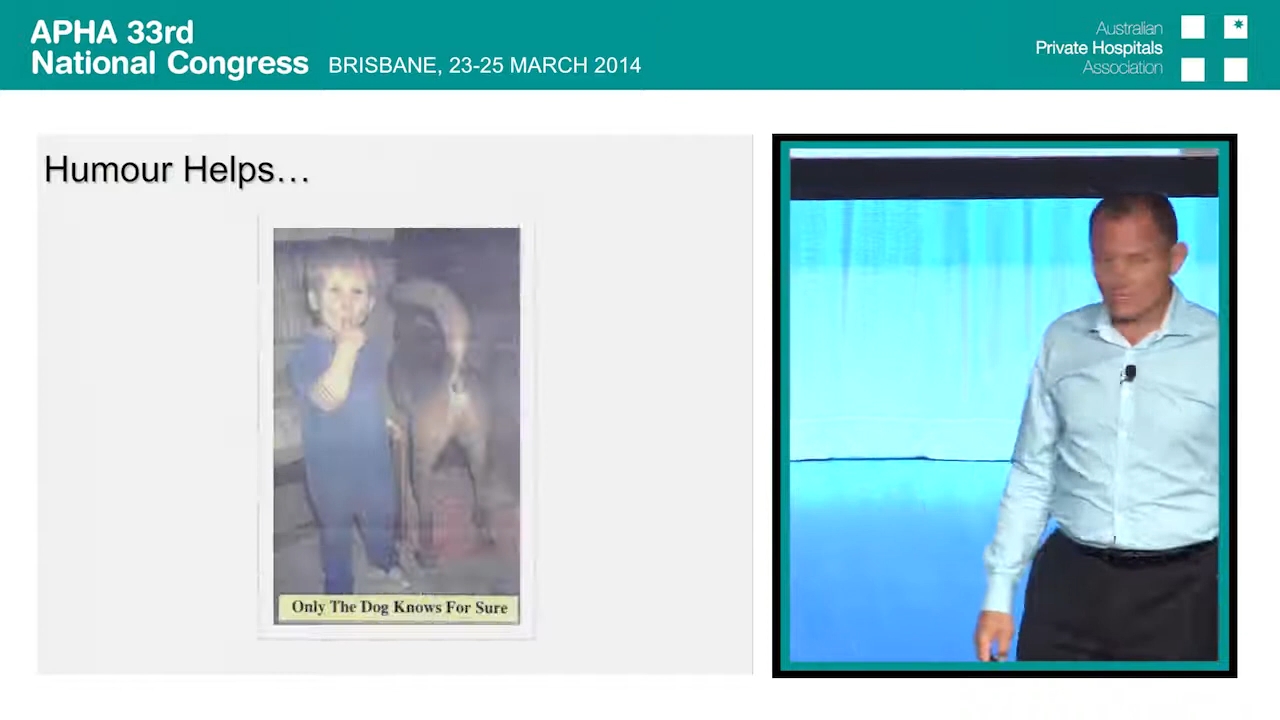 APHA 33rd
National Congress BRISBANE, 23-25 MARCH 2014
Australian
Private Hospitals
Association
Humour Helps…
Only The Dog Knows For Sure